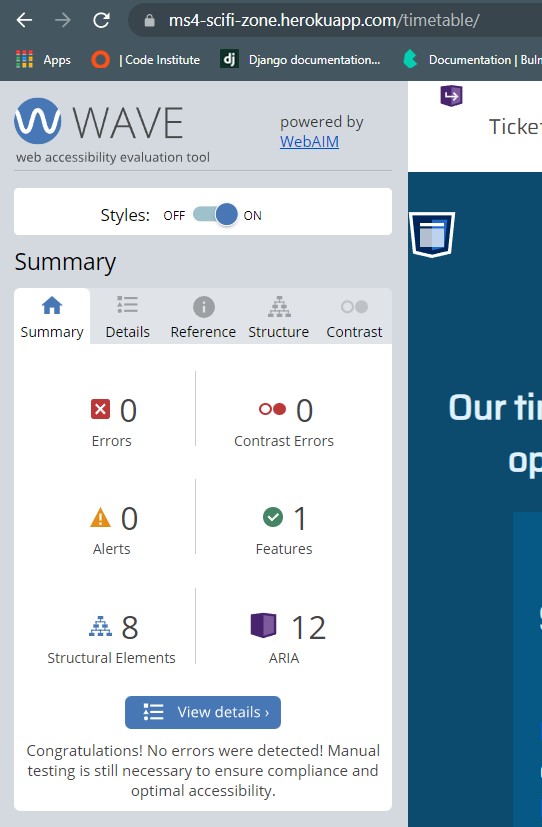 ms4-scifi-zone.herokuapp.com/timetable/
Apps | Code Institute dj Django documentation... Documentation | Bul
WAVE
web accessibility evaluation tool
powered by
WebAIM
Ticke
Styles: OFF ON
Summary
Summary Details Reference Structure Contrast
0 0
Errors Contrast Errors
Our ti
op
0 1
Alerts Features
8 12
Structural Elements ARIA
View details ›
Congratulations! No errors were detected! Manual
testing is still necessary to ensure compliance and
optimal accessibility.